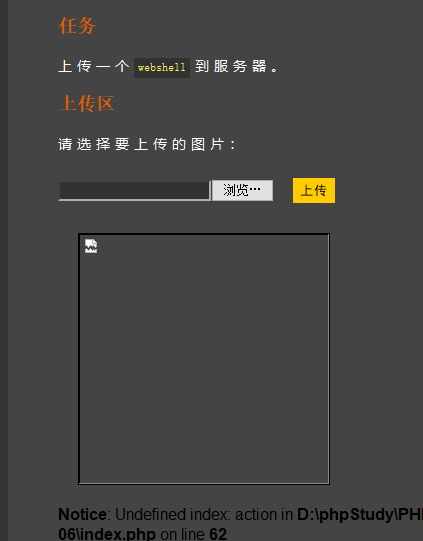 任务
上传一个 webshell 到服务器。
上传区
请选择要上传的图片：
浏览… 上传
Notice: Undefined index: action in D:\phpStudy\PH
06\index.php on line 62